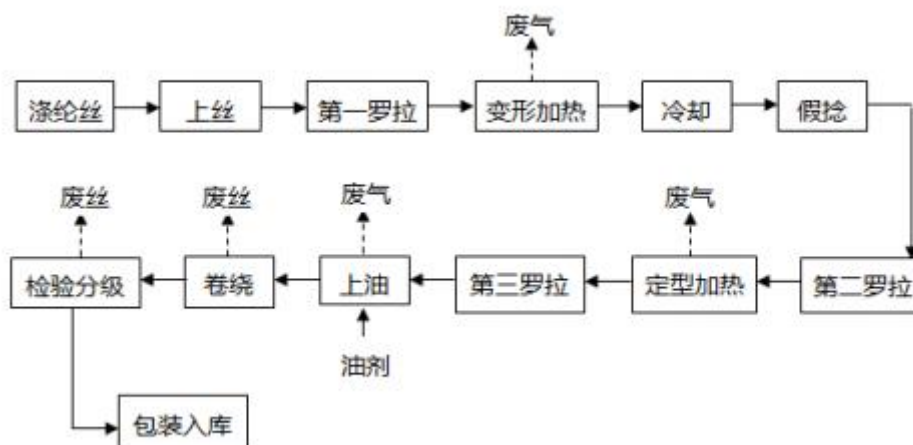 废气
涤纶丝
上丝
第一罗拉
变形加热
冷却
假捻
废丝
废丝
废气
废气
检验分级
卷绕
上油
第三罗拉
定型加热
第二罗拉
油剂
包装入库